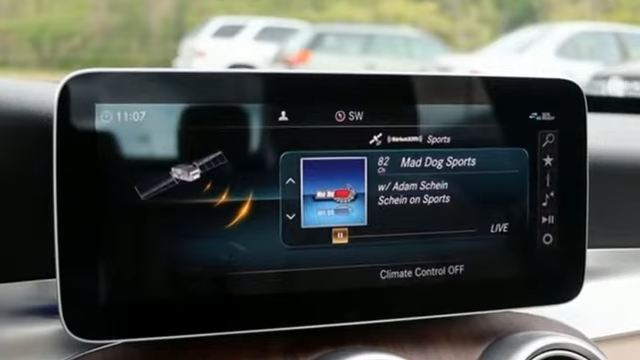 11:07
SW
SiriusXM Sports
82 Mad Dog Sports
Ch
w/ Adam Schein
Schein on Sports
LIVE
Climate Control OFF